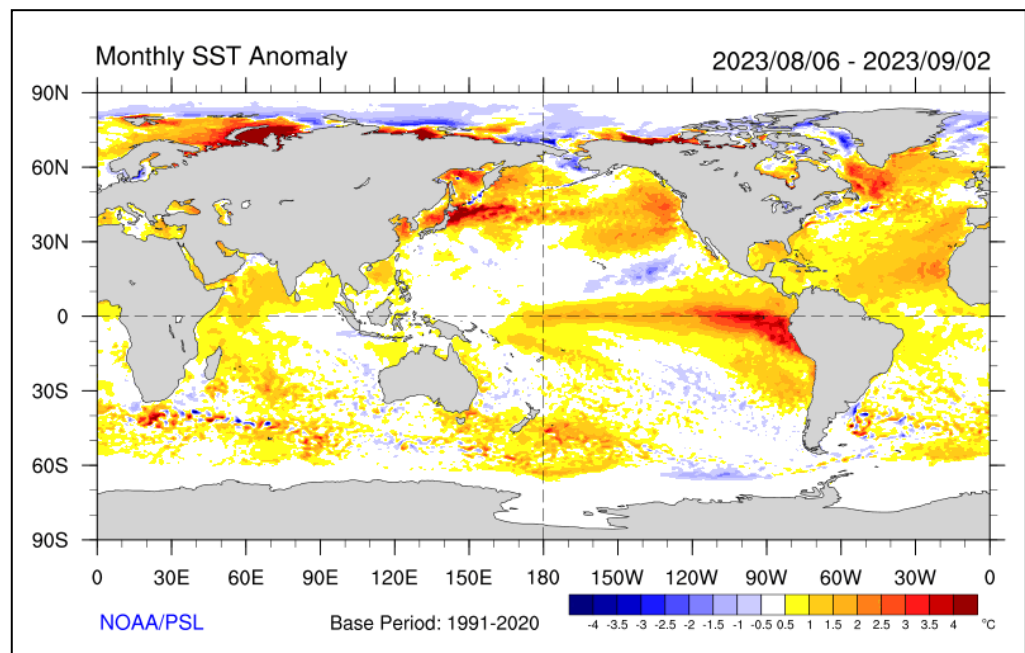 Monthly SST Anomaly 2023/08/06 - 2023/09/02
90N
60N
30N
0
30S
60S
90S
0 30E 60E 90E 120E 150E 180 150W 120W 90W 60W 30W 0
NOAA/PSL Base Period: 1991-2020
-4 -3.5 -3 -2.5 -2 -1.5 -1 -0.5 0.5 1 1.5 2 2.5 3 3.5 4 °C